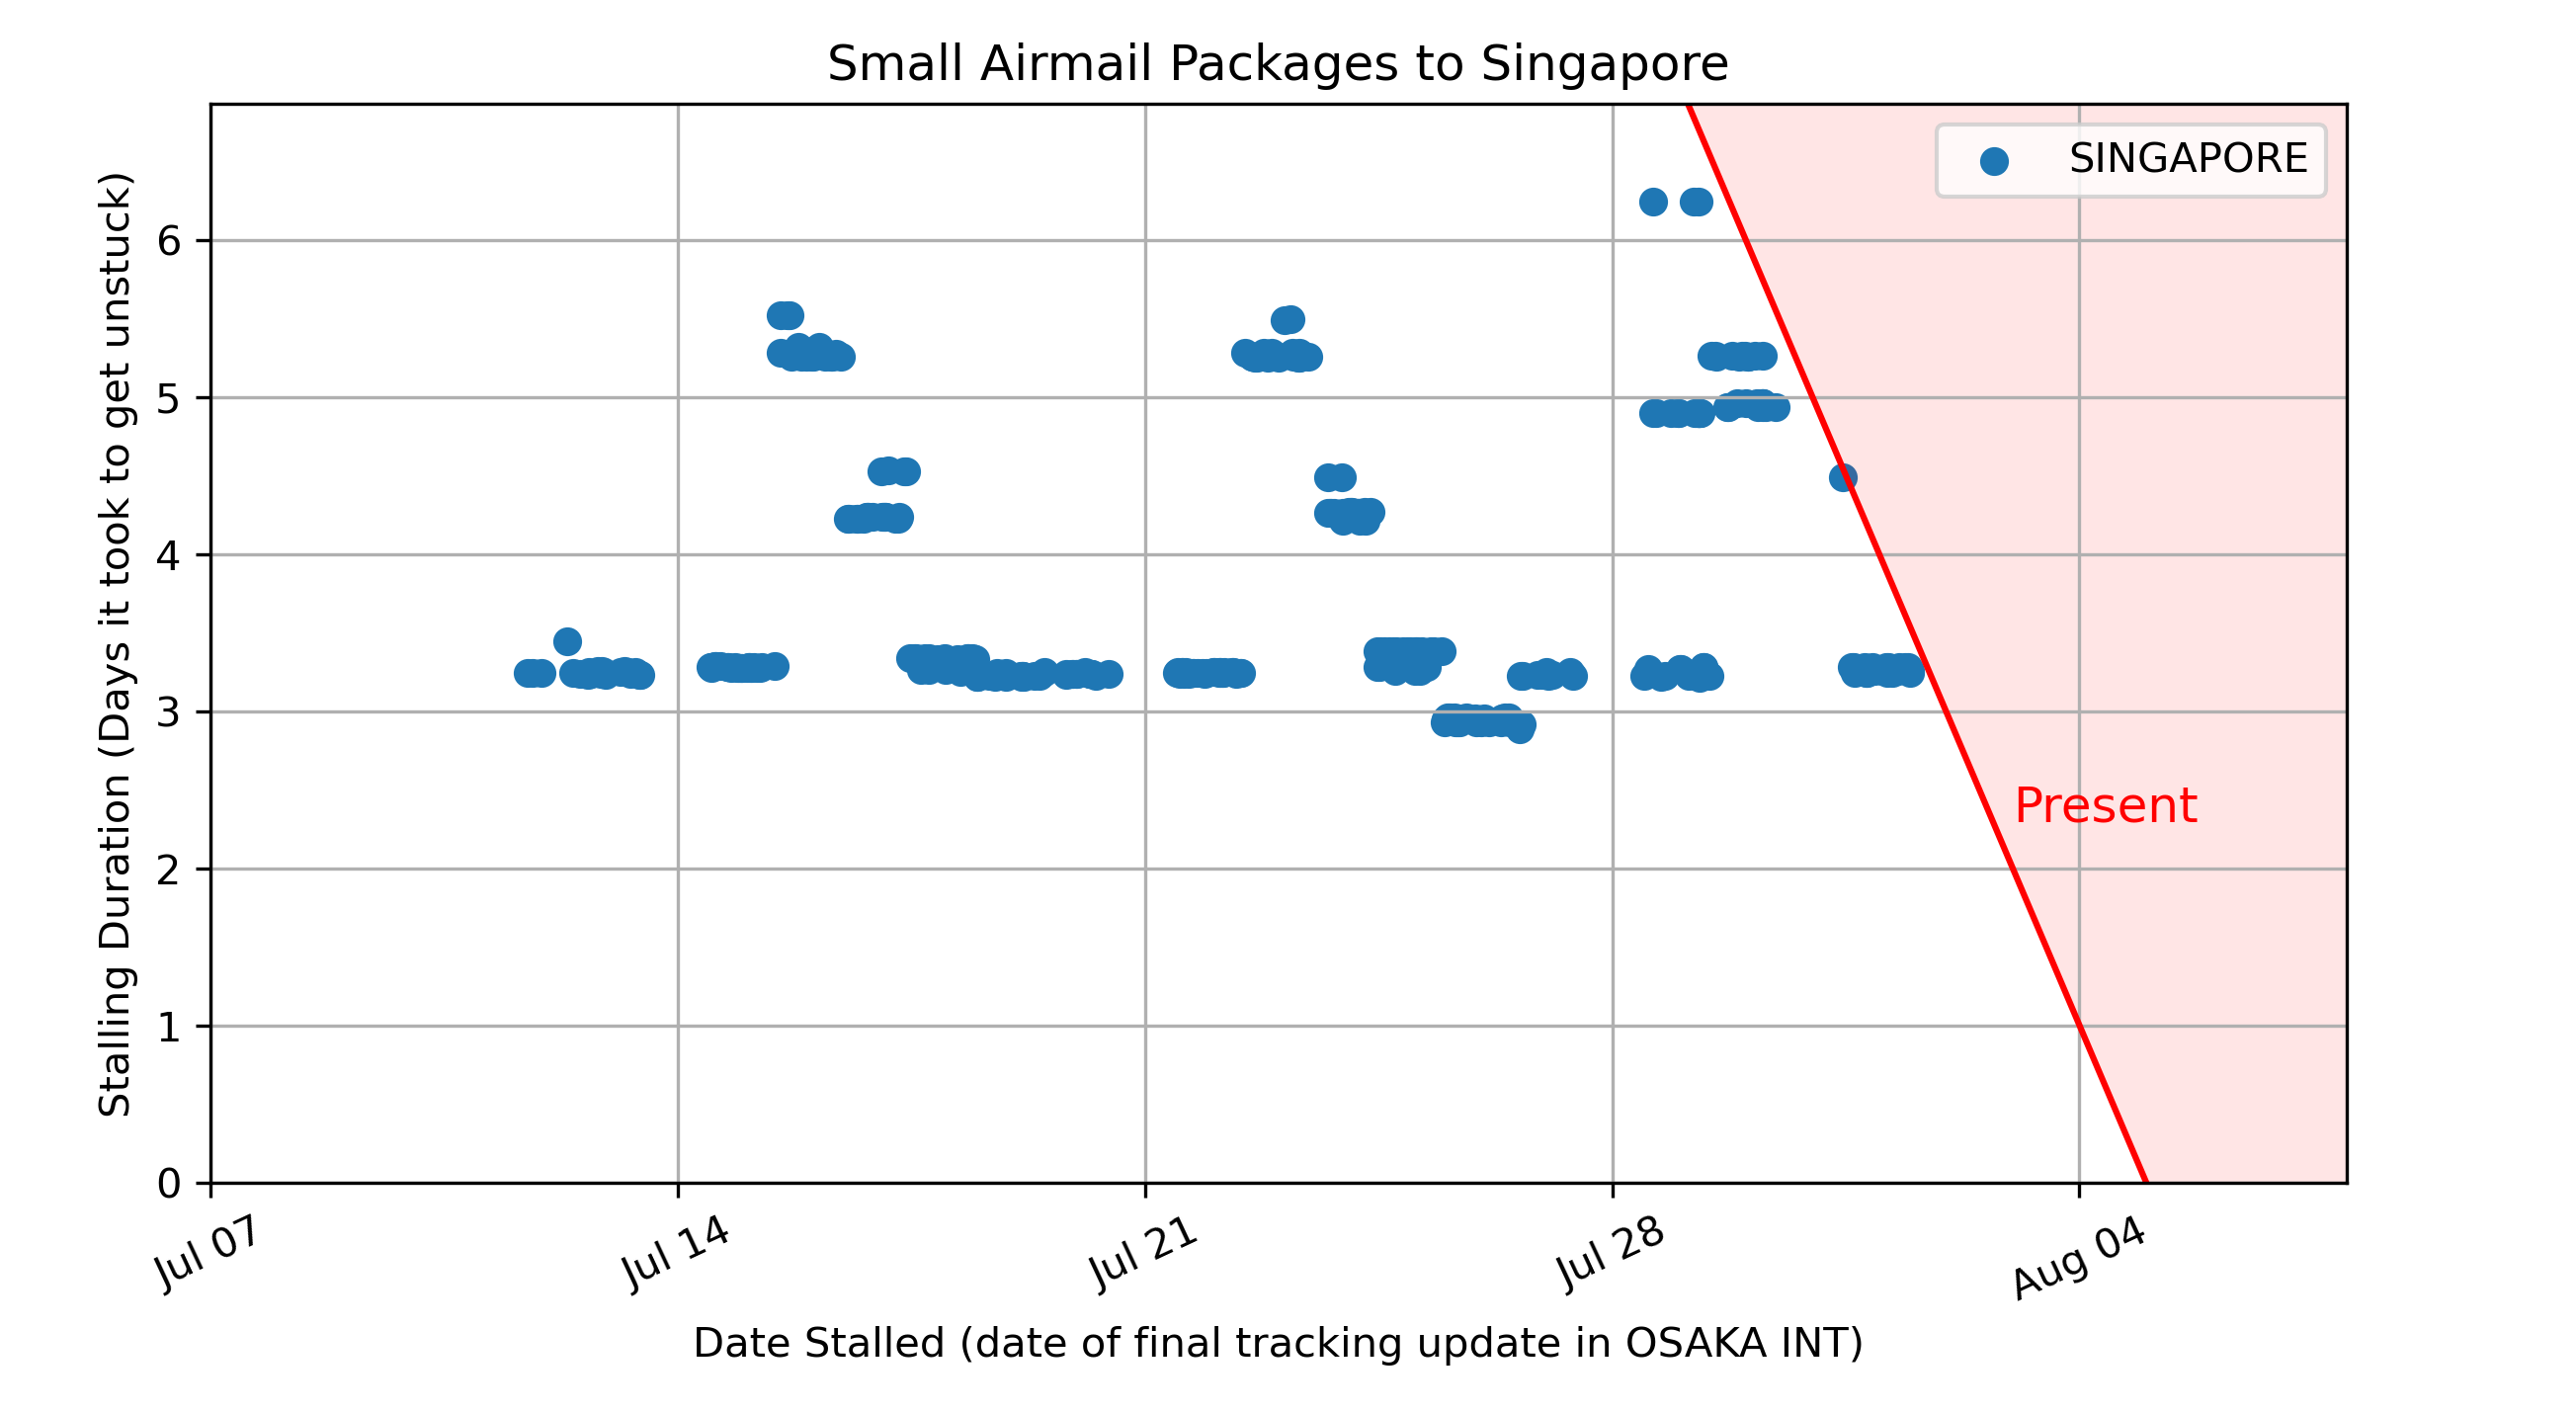 Small Airmail Packages to Singapore
SINGAPORE
Stalling Duration (Days it took to get unstuck)
6
5
4
3
2
1
0
Present
Jul 07
Jul 14
Jul 21
Jul 28
Aug 04
Date Stalled (date of final tracking update in OSAKA INT)